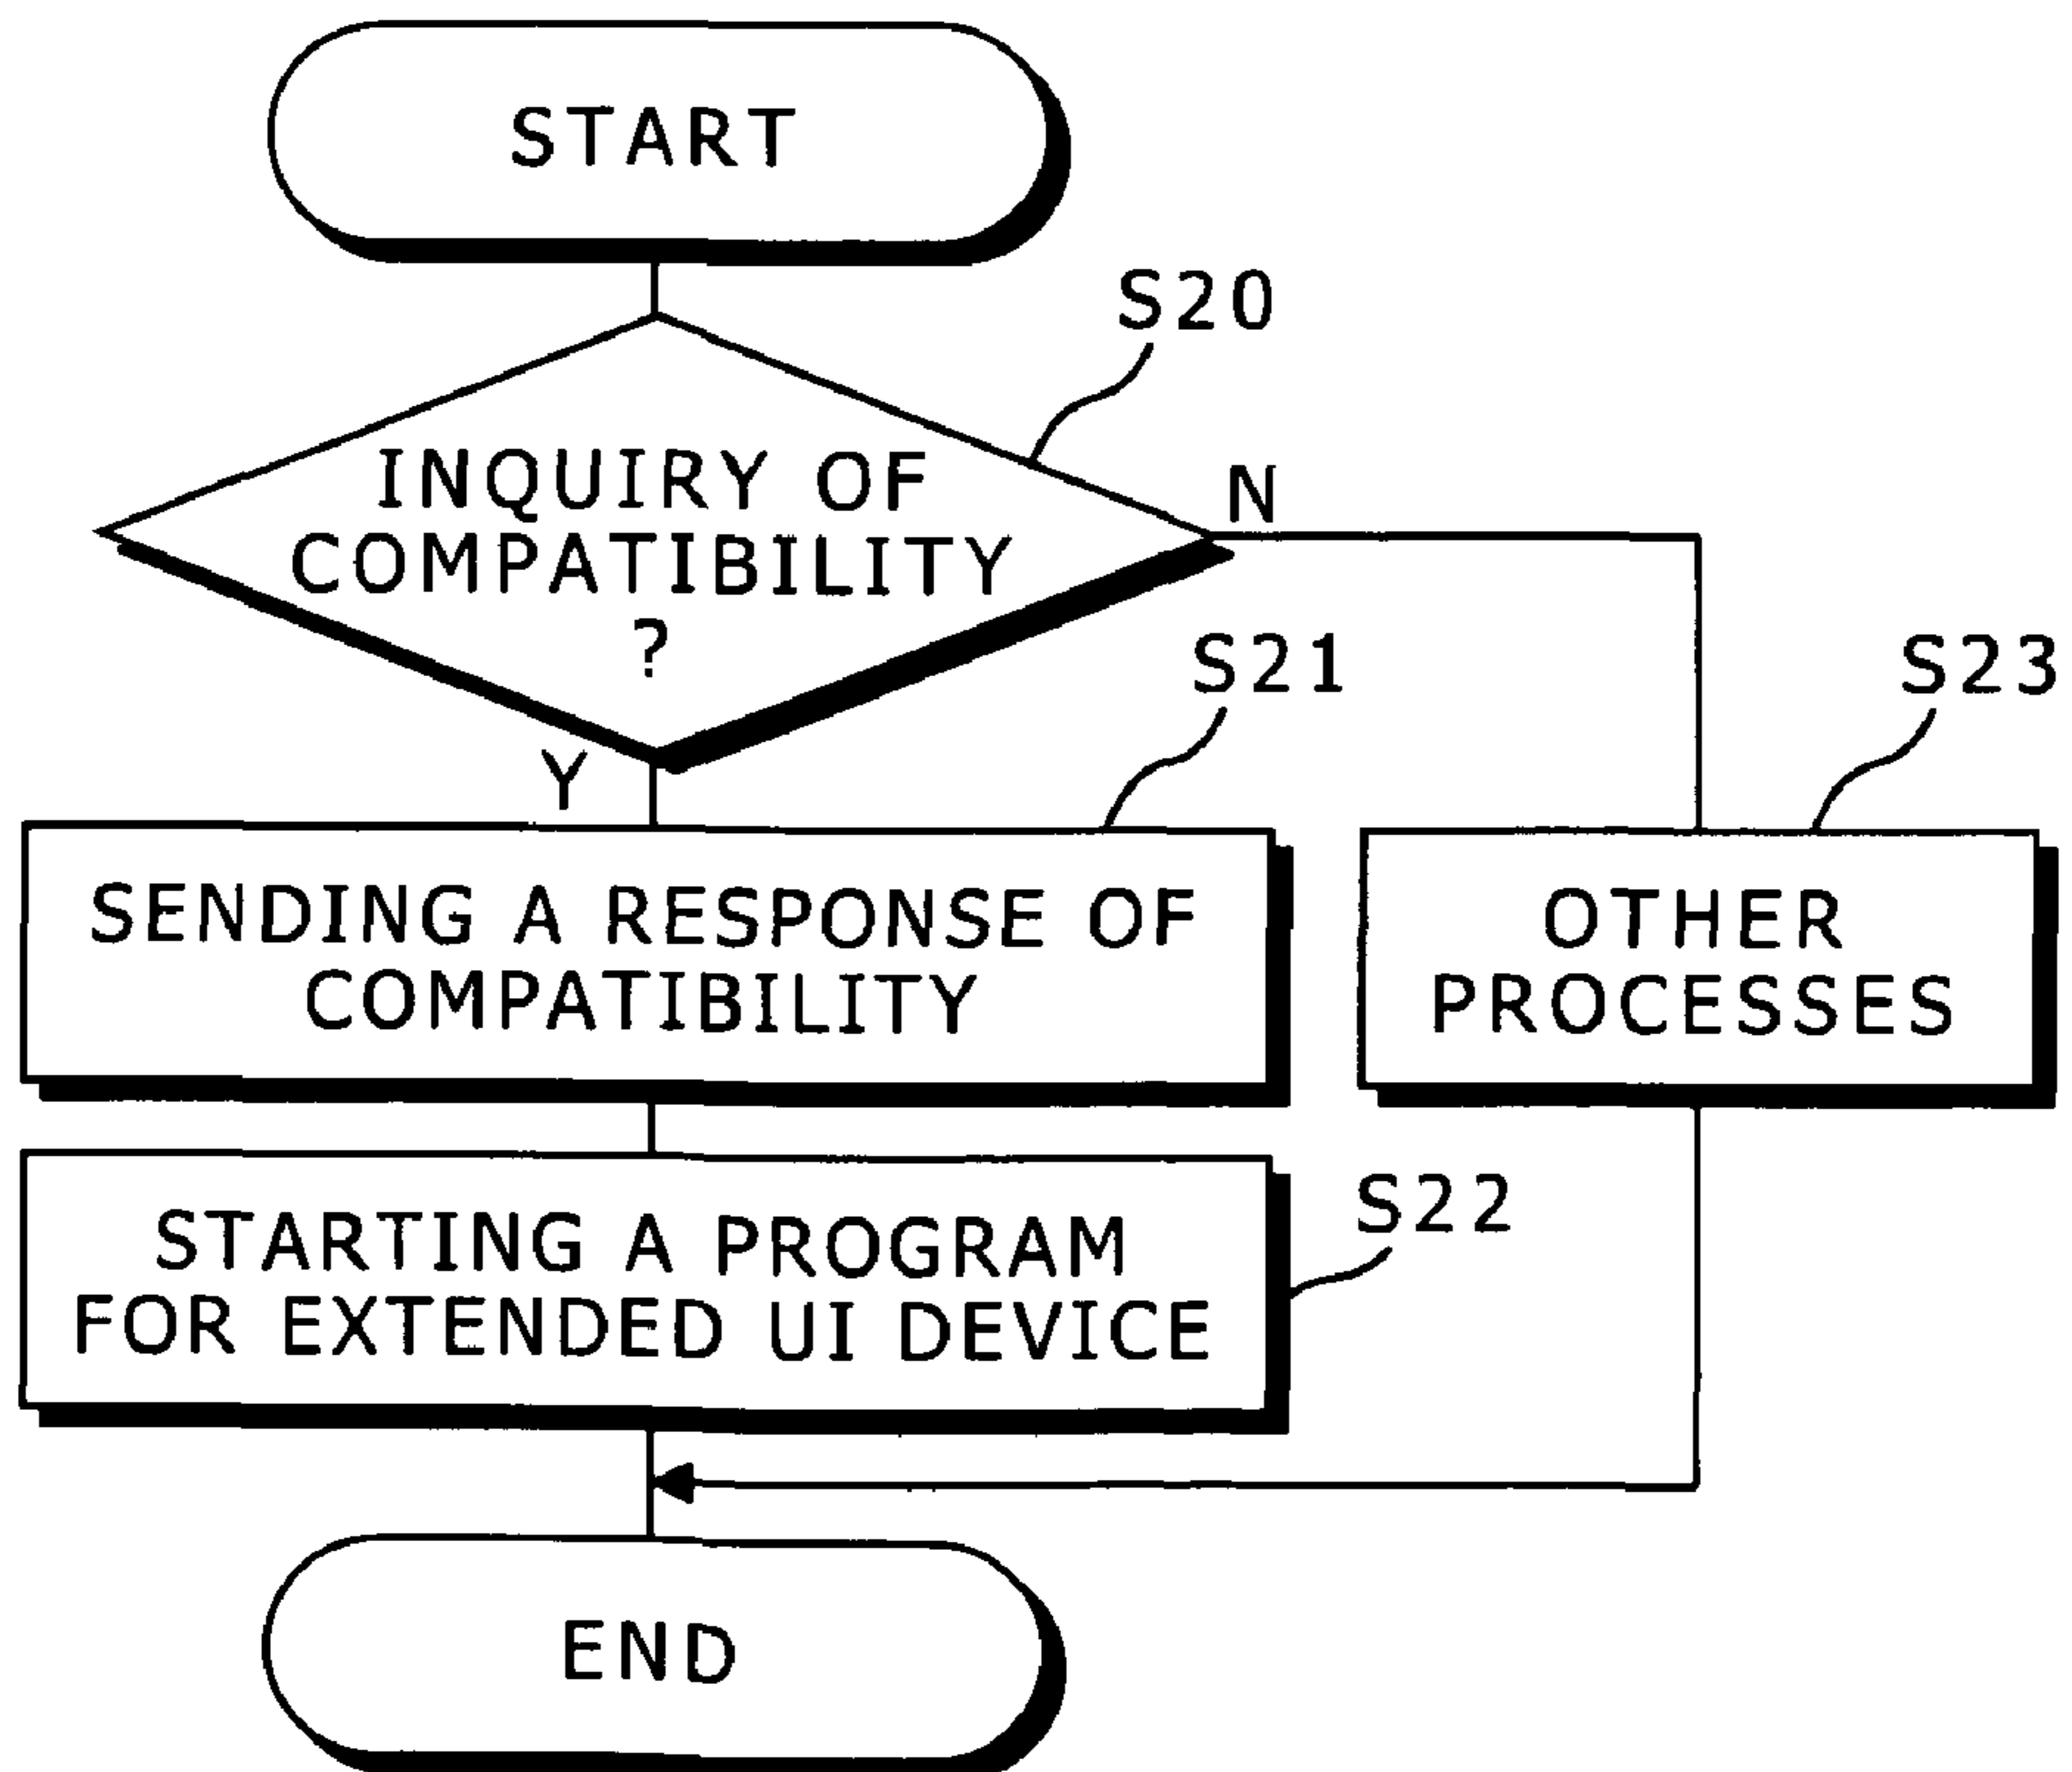 START
S20
INQUIRY OF
COMPATIBILITY
?
N
Y
S21
S23
SENDING A RESPONSE OF
COMPATIBILITY
OTHER
PROCESSES
STARTING A PROGRAM
FOR EXTENDED UI DEVICE
S22
END